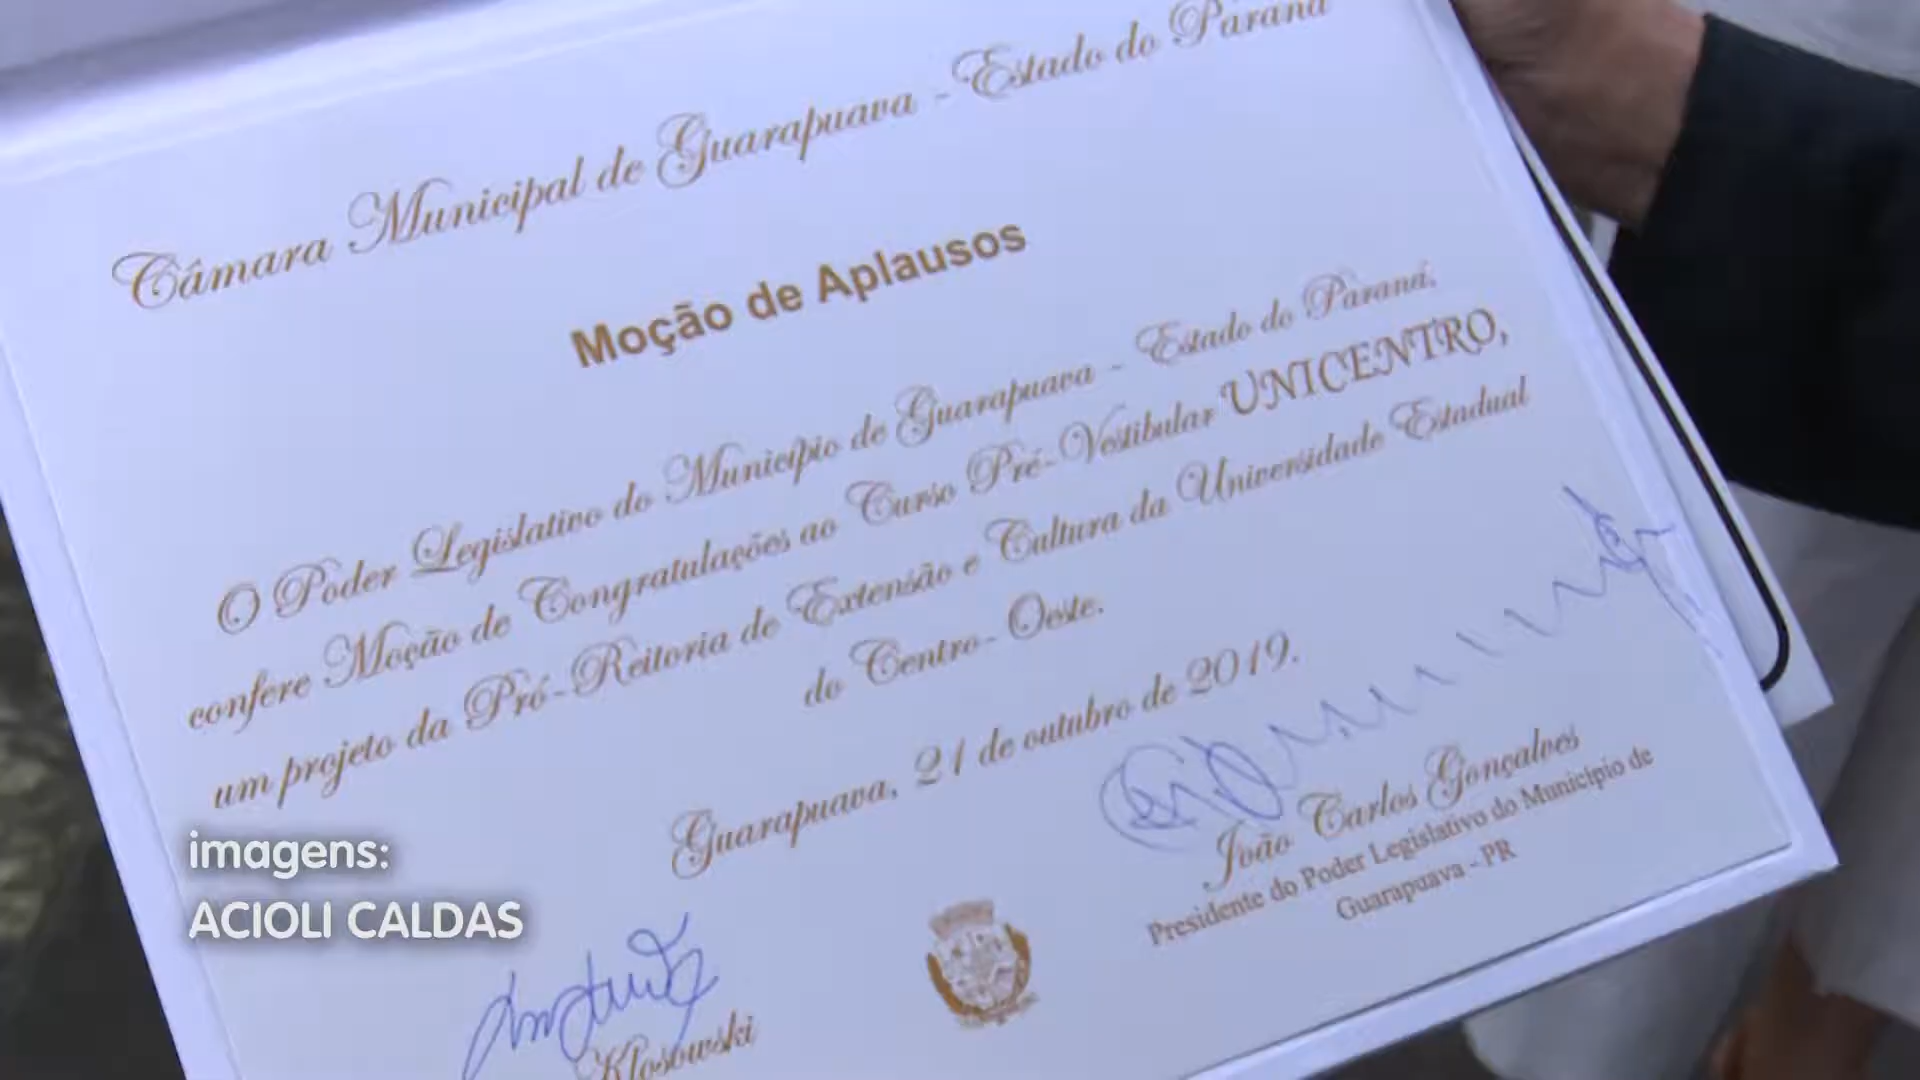 Câmara Municipal de Guarapuava - Estado do Paraná
Moção de Aplausos
O Poder Legislativo do Município de Guarapuava - Estado do Paraná,
confere Moção de Congratulações ao Curso Pré-Vestibular UNICENTRO,
um projeto da Pró-Reitoria de Extensão e Cultura da Universidade Estadual
do Centro-Oeste.
Guarapuava, 21 de outubro de 2019.
João Carlos Gonçalves
Presidente do Poder Legislativo do Município de
Guarapuava - PR
Klosowski
imagens:
ACIOLI CALDAS